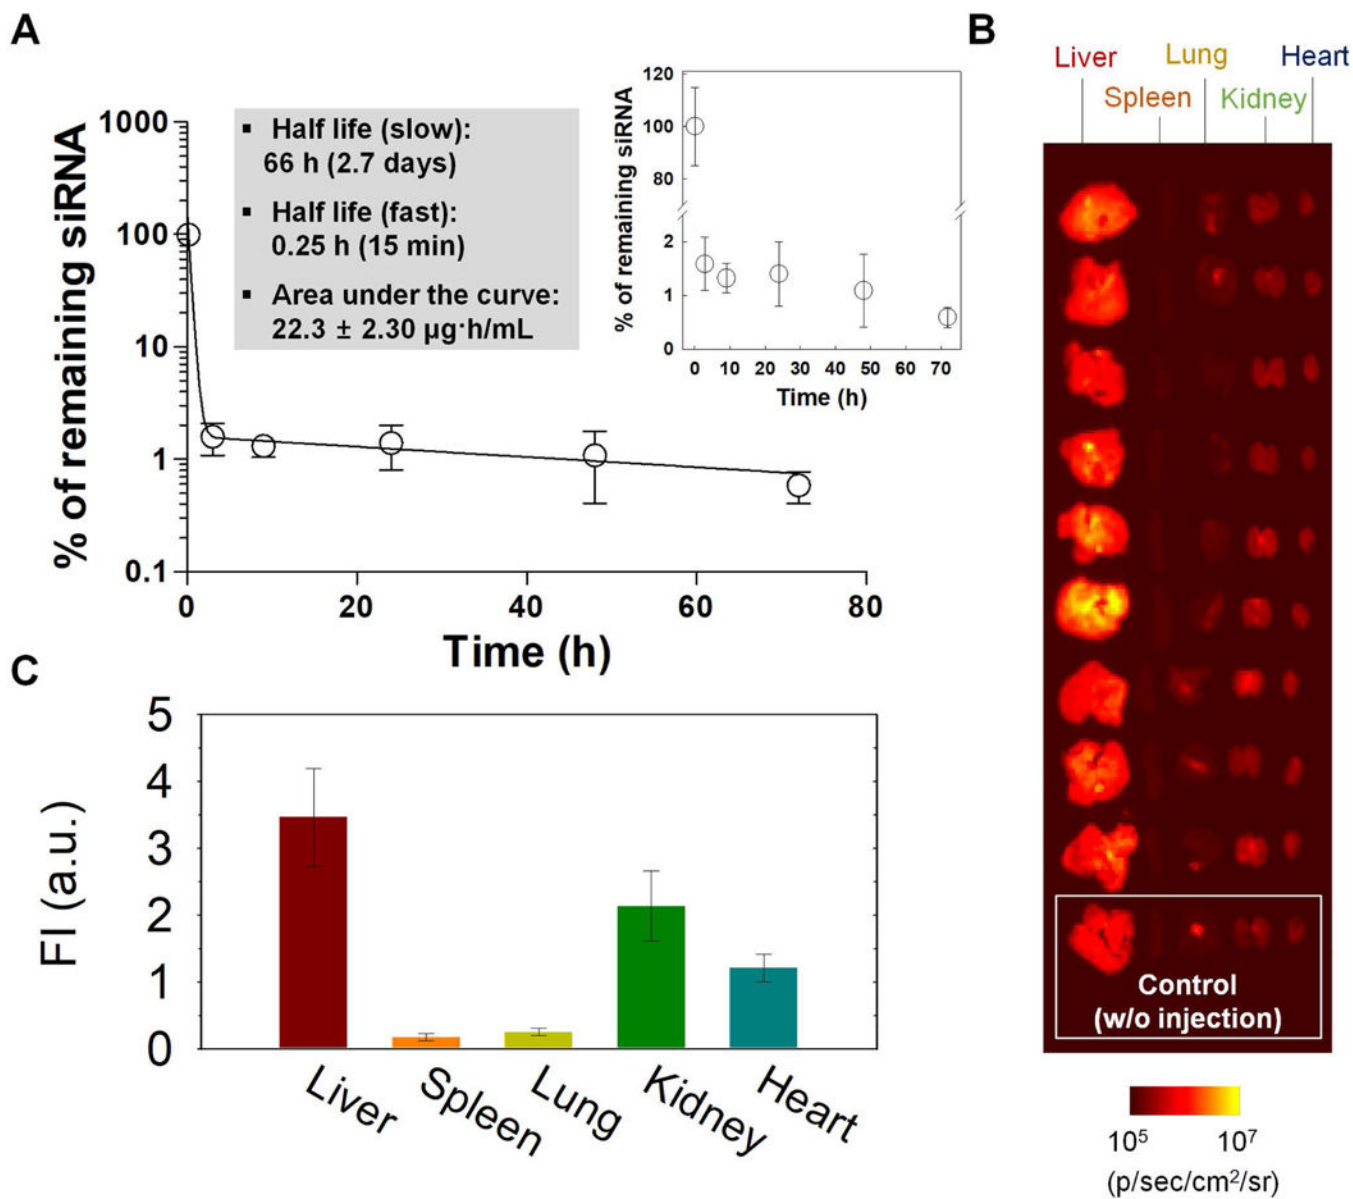 A
% of remaining siRNA
1000
100
10
1
0.1
0
20
40
60
80
Time (h)
▪ Half life (slow):
66 h (2.7 days)
▪ Half life (fast):
0.25 h (15 min)
▪ Area under the curve:
22.3 ± 2.30 µg·h/mL
% of remaining siRNA
120
100
80
2
1
0
0 10 20 30 40 50 60 70
Time (h)
B
Liver
Spleen
Lung
Kidney
Heart
Control
(w/o injection)
10⁵ 10⁷
(p/sec/cm²/sr)
C
FI (a.u.)
5
4
3
2
1
0
Liver
Spleen
Lung
Kidney
Heart